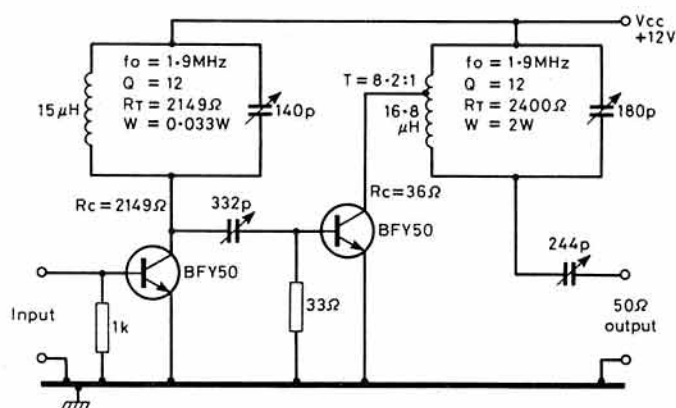 Vcc
+12V
fo = 1·9MHz
Q = 12
RT = 2149Ω
W = 0·033W
15μH
140p
T = 8·2:1
16·8
μH
fo = 1·9MHz
Q = 12
RT = 2400Ω
W = 2W
180p
Rc=2149Ω
332p
Rc=36Ω
BFY50
BFY50
244p
Input
1k
33Ω
50Ω
output